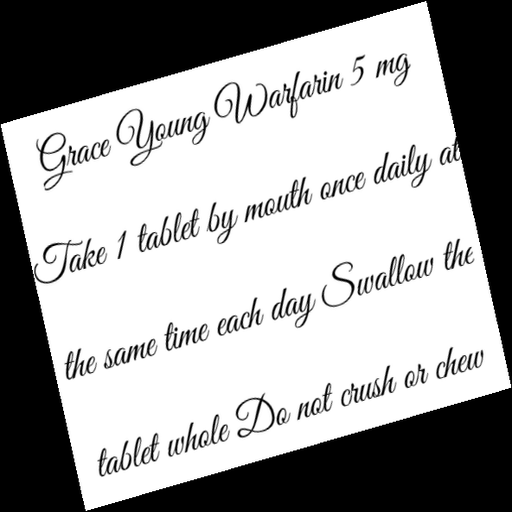 Grace Young Warfarin 5 mg
Take 1 tablet by mouth once daily at
the same time each day Swallow the
tablet whole Do not crush or chew